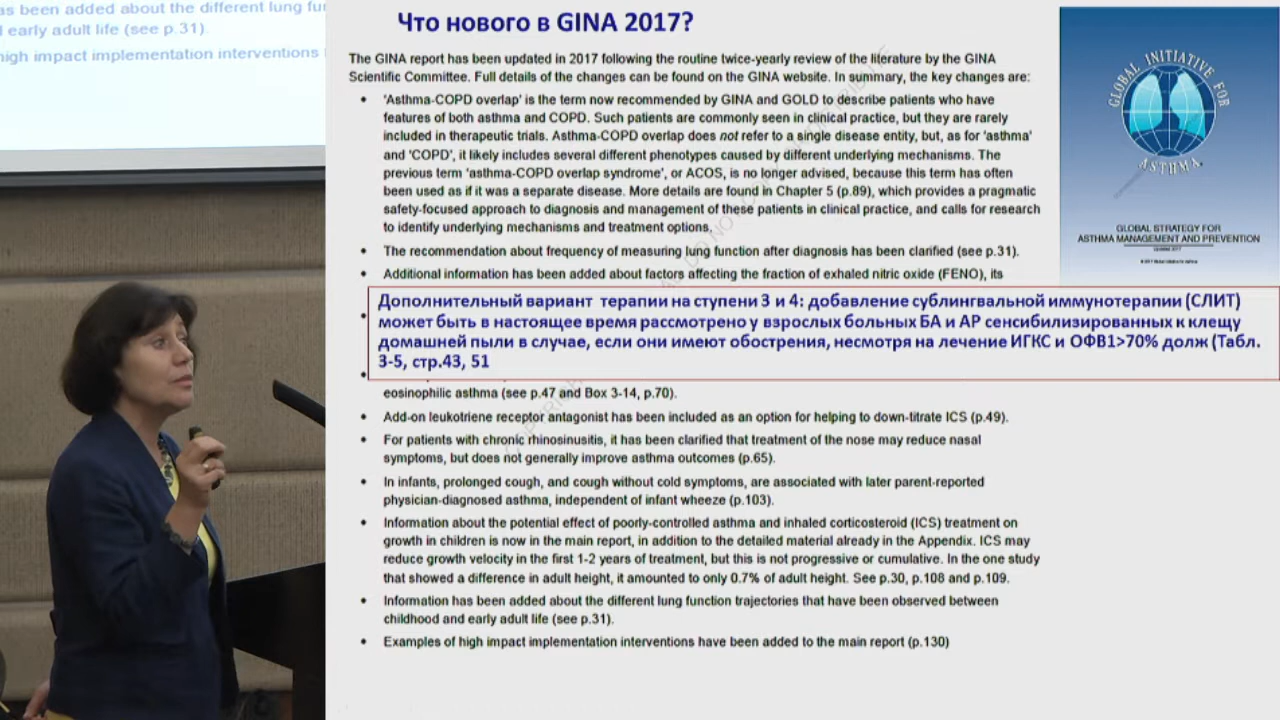 as been added about the different lung fu
l early adult life (see p.31).
nigh impact implementation interventions
Что нового в GINA 2017?
The GINA report has been updated in 2017 following the routine twice-yearly review of the literature by the GINA
Scientific Committee. Full details of the changes can be found on the GINA website. In summary, the key changes are:
• 'Asthma-COPD overlap' is the term now recommended by GINA and GOLD to describe patients who have
features of both asthma and COPD. Such patients are commonly seen in clinical practice, but they are rarely
included in therapeutic trials. Asthma-COPD overlap does not refer to a single disease entity, but, as for 'asthma'
and 'COPD', it likely includes several different phenotypes caused by different underlying mechanisms. The
previous term 'asthma-COPD overlap syndrome', or ACOS, is no longer advised, because this term has often
been used as if it was a separate disease. More details are found in Chapter 5 (p.89), which provides a pragmatic
safety-focused approach to diagnosis and management of these patients in clinical practice, and calls for research
to identify underlying mechanisms and treatment options.
• The recommendation about frequency of measuring lung function after diagnosis has been clarified (see p.31).
• Additional information has been added about factors affecting the fraction of exhaled nitric oxide (FENO), its
Дополнительный вариант терапии на ступени 3 и 4: добавление сублингвальной иммунотерапии (СЛИТ)
может быть в настоящее время рассмотрено у взрослых больных БА и АР сенсибилизированных к клещу
домашней пыли в случае, если они имеют обострения, несмотря на лечение ИГКС и ОФВ1>70% долж (Табл.
3-5, стр.43, 51
eosinophilic asthma (see p.47 and Box 3-14, p.70).
• Add-on leukotriene receptor antagonist has been included as an option for helping to down-titrate ICS (p.49).
• For patients with chronic rhinosinusitis, it has been clarified that treatment of the nose may reduce nasal
symptoms, but does not generally improve asthma outcomes (p.65).
• In infants, prolonged cough, and cough without cold symptoms, are associated with later parent-reported
physician-diagnosed asthma, independent of infant wheeze (p.103).
• Information about the potential effect of poorly-controlled asthma and inhaled corticosteroid (ICS) treatment on
growth in children is now in the main report, in addition to the detailed material already in the Appendix. ICS may
reduce growth velocity in the first 1-2 years of treatment, but this is not progressive or cumulative. In the one study
that showed a difference in adult height, it amounted to only 0.7% of adult height. See p.30, p.108 and p.109.
• Information has been added about the different lung function trajectories that have been observed between
childhood and early adult life (see p.31).
• Examples of high impact implementation interventions have been added to the main report (p.130)
GLOBAL INITIATIVE FOR
ASTHMA
GLOBAL STRATEGY FOR
ASTHMA MANAGEMENT AND PREVENTION